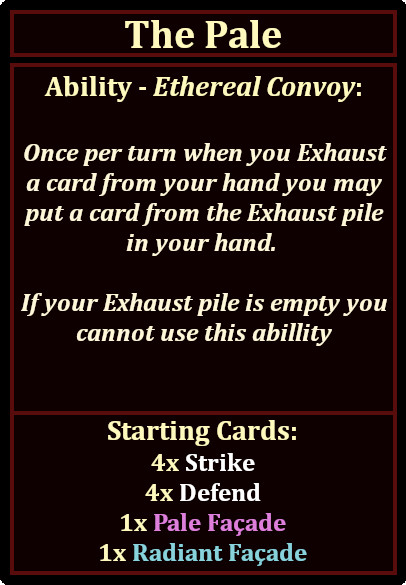 The Pale
Ability - Ethereal Convoy:
Once per turn when you Exhaust
a card from your hand you may
put a card from the Exhaust pile
in your hand.
If your Exhaust pile is empty you
cannot use this abillity
Starting Cards:
4x Strike
4x Defend
1x Pale Façade
1x Radiant Façade